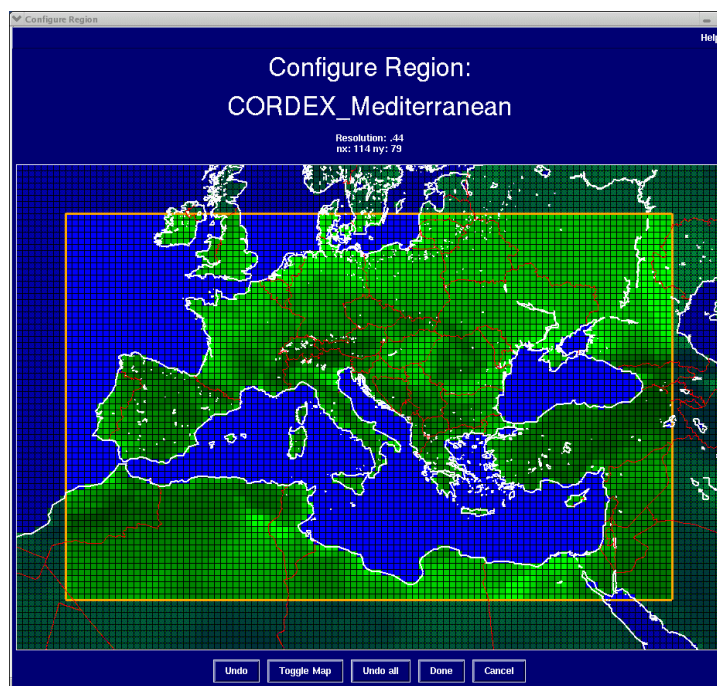 Configure Region
Help
Configure Region:
CORDEX_Mediterranean
Resolution: .44
nx: 114 ny: 79
Undo
Toggle Map
Undo all
Done
Cancel